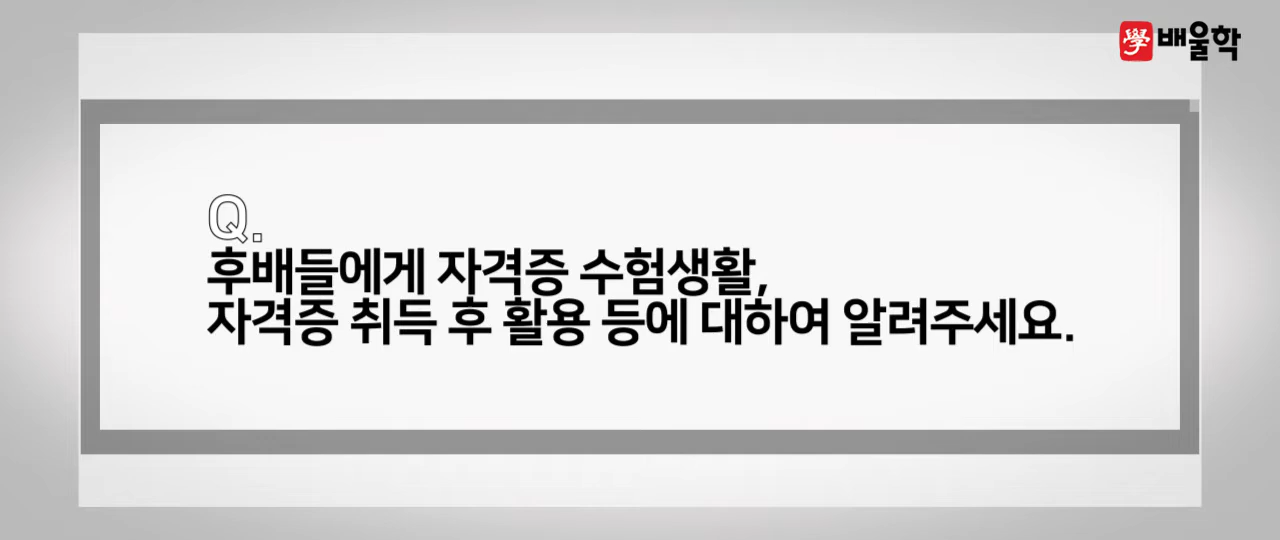 學 배울학
Q.
후배들에게 자격증 수험생활,
자격증 취득 후 활용 등에 대하여 알려주세요.